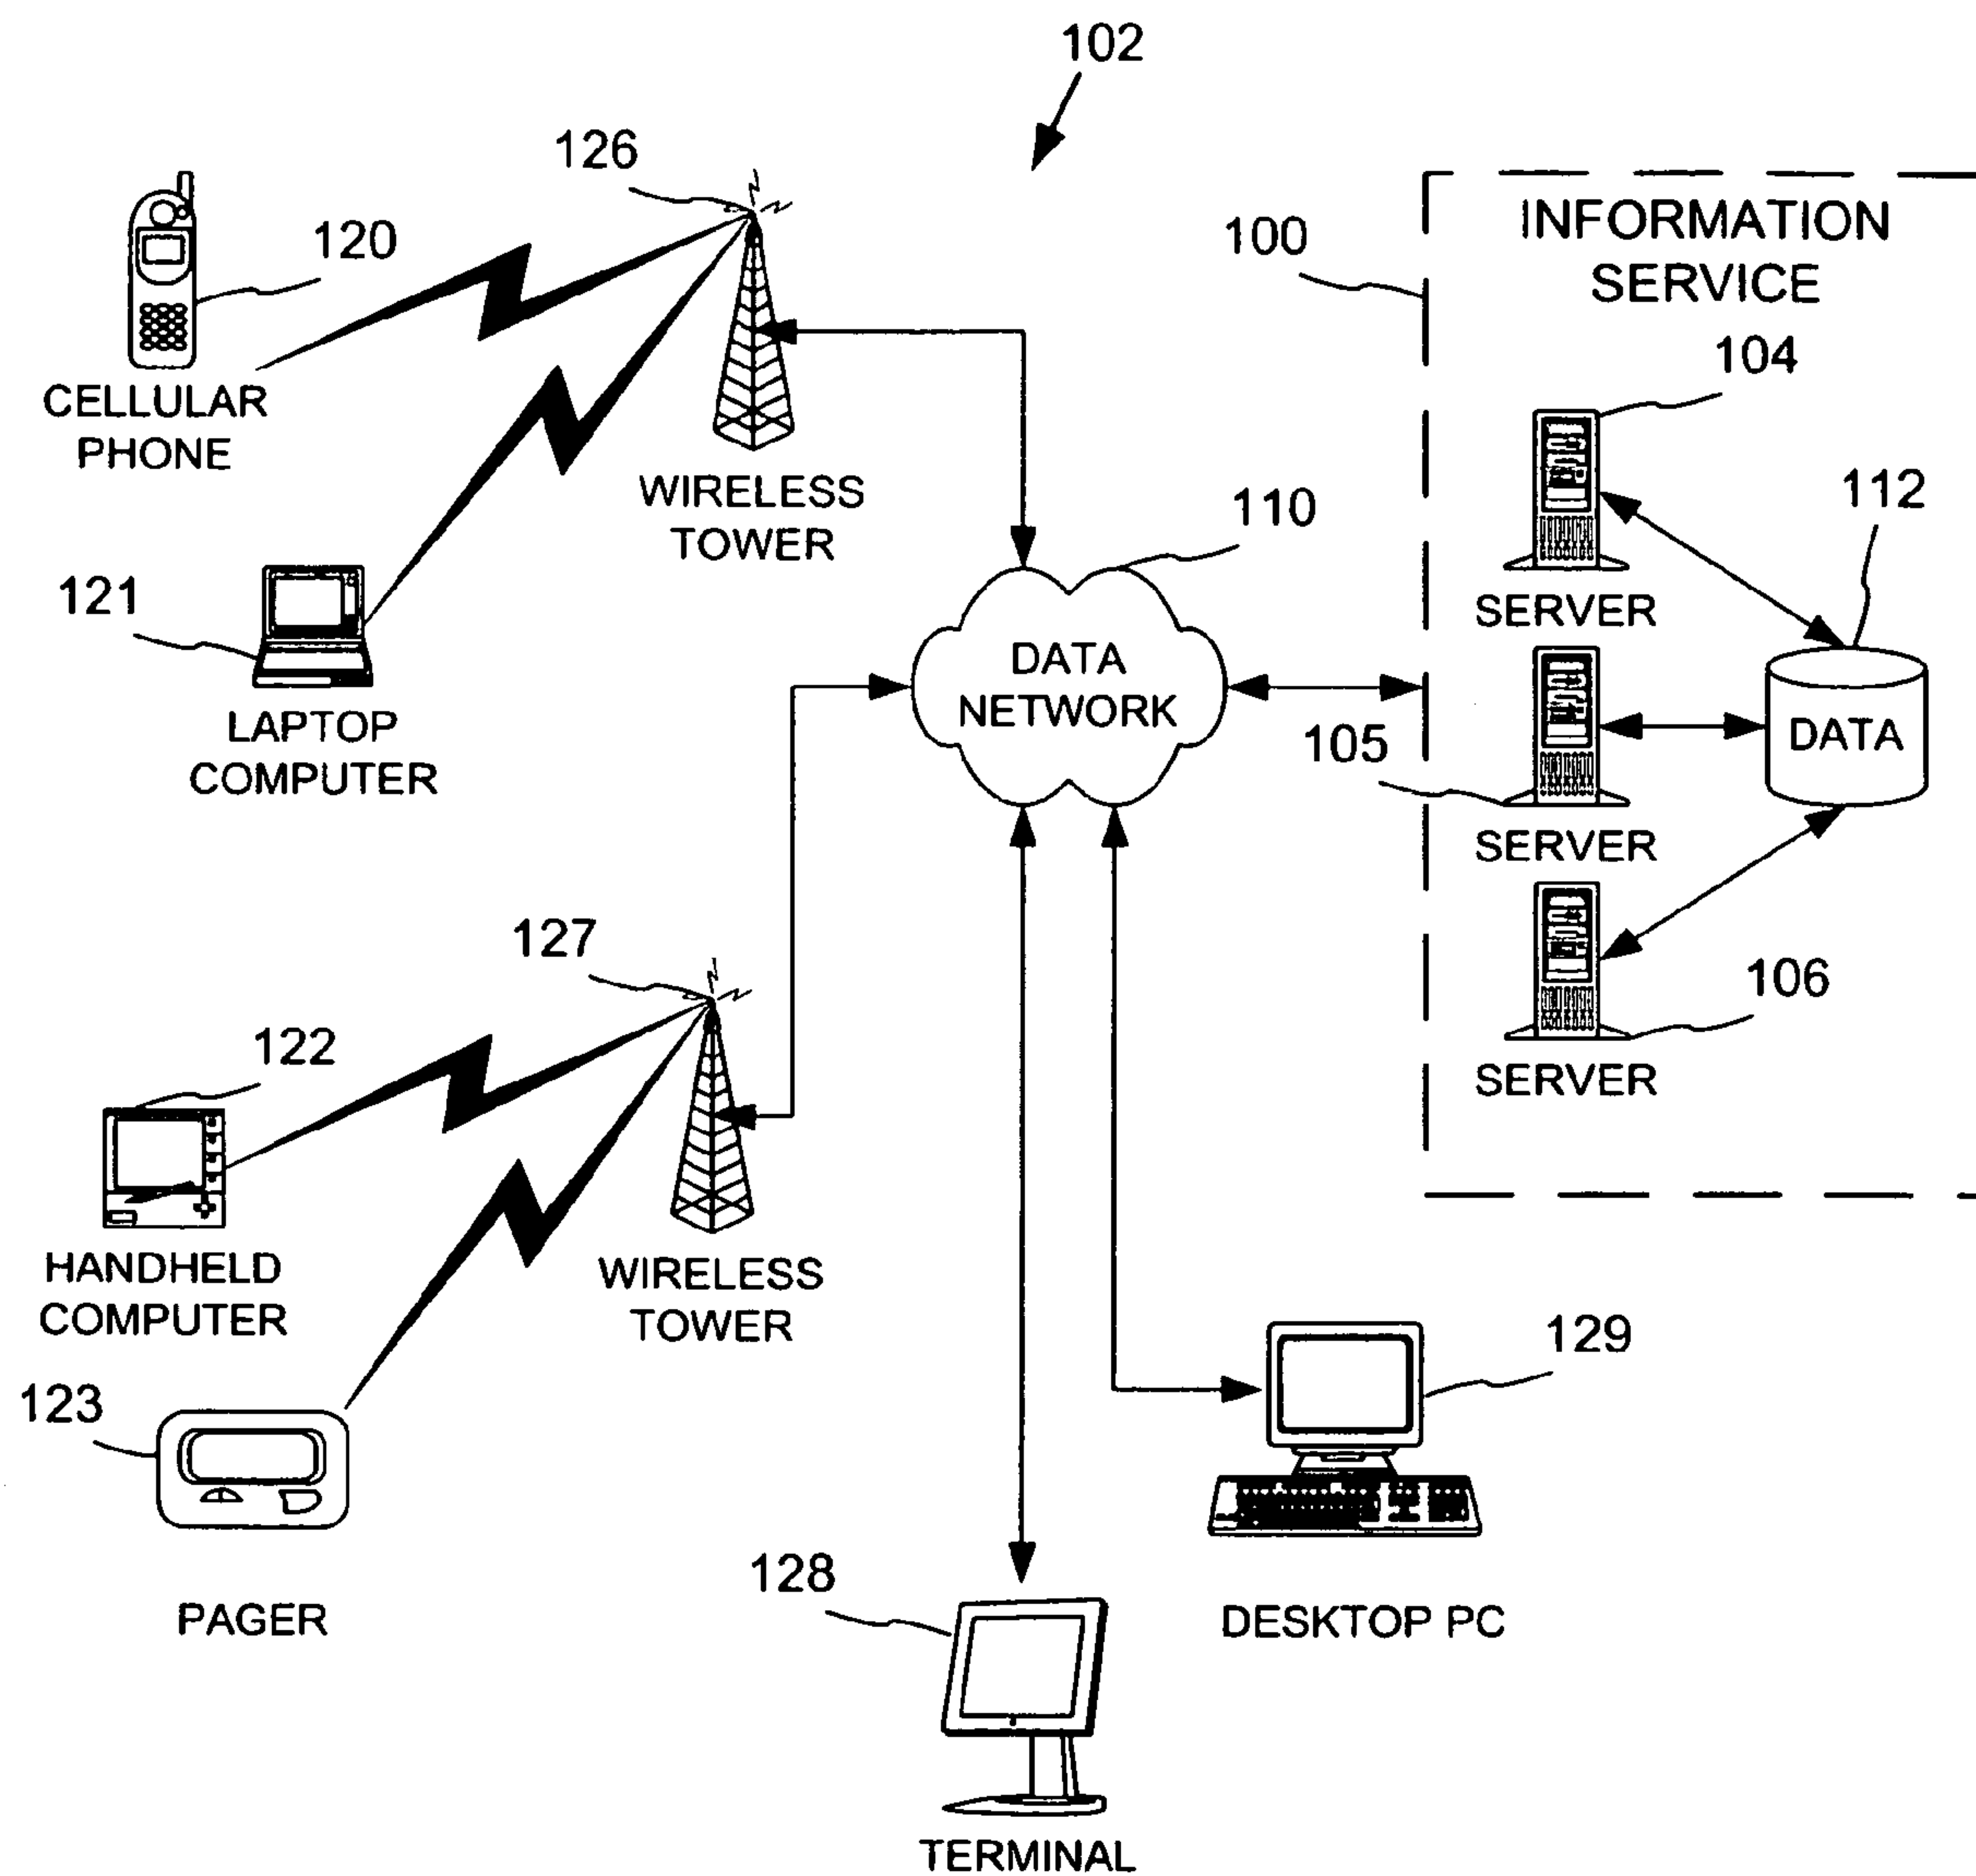 102
126
120
CELLULAR
PHONE
WIRELESS
TOWER
121
LAPTOP
COMPUTER
110
DATA
NETWORK
100
INFORMATION
SERVICE
104
SERVER
112
DATA
105
SERVER
106
SERVER
127
122
HANDHELD
COMPUTER
WIRELESS
TOWER
123
PAGER
128
TERMINAL
129
DESKTOP PC